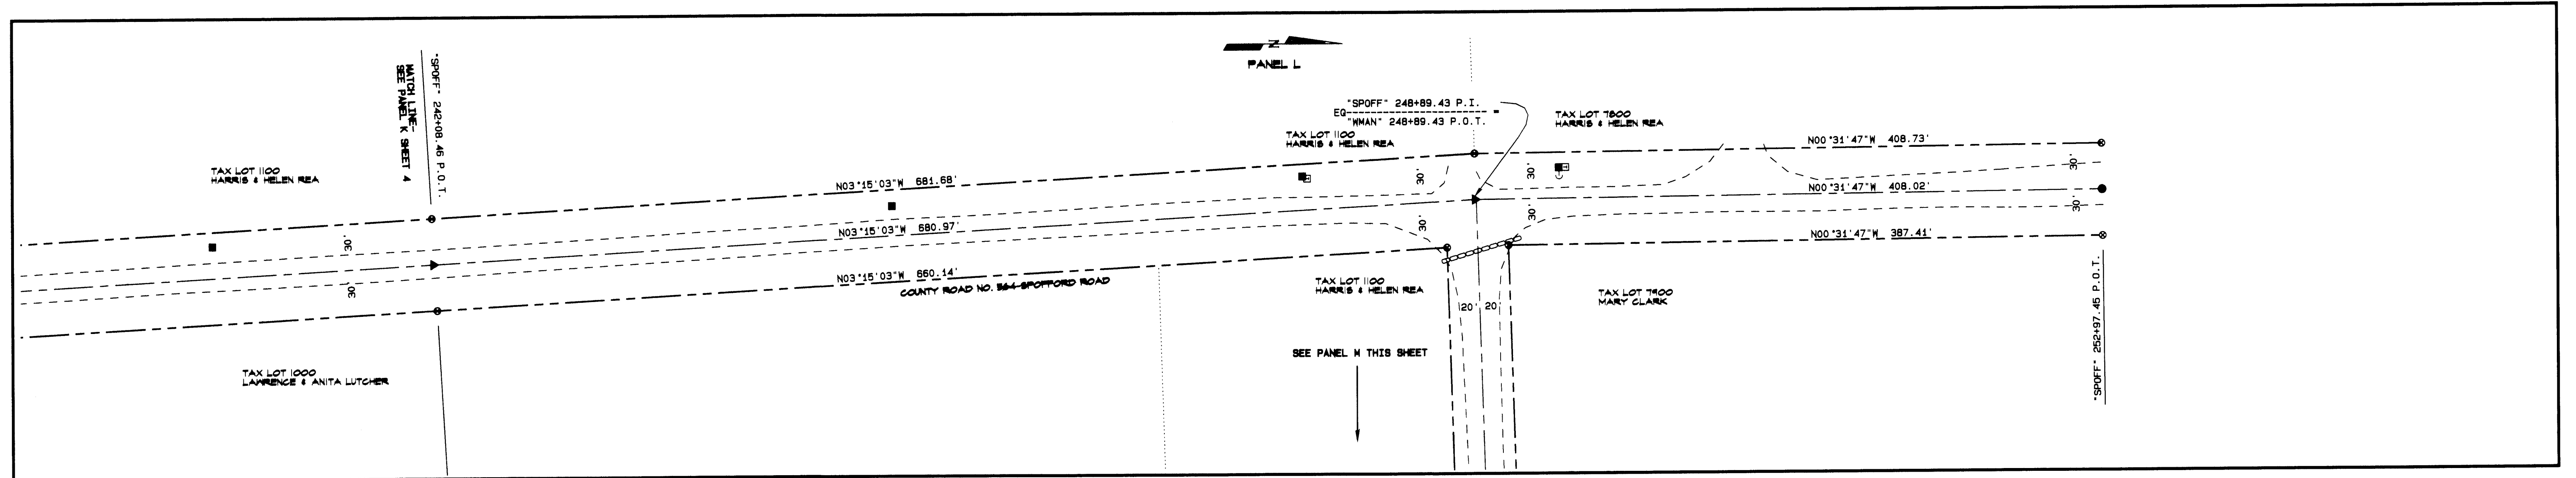 "SPOFF" 242+08.46 P.O.T.
MATCH LINE-
SEE PANEL K SHEET 4
TAX LOT 1100
HARRIS & HELEN REA
30'
30'
TAX LOT 1000
LAWRENCE & ANITA LUTCHER
N03°15'03"W 681.68'
N03°15'03"W 680.97'
N03°15'03"W 660.14'
COUNTY ROAD NO. 564-SPOFFORD ROAD
N
PANEL L
"SPOFF" 248+89.43 P.I.
EQ---------------------- =
"WMAN" 248+89.43 P.O.T.
TAX LOT 1100
HARRIS & HELEN REA
TAX LOT 7800
HARRIS & HELEN REA
30'
30'
30'
30'
TAX LOT 1100
HARRIS & HELEN REA
20' 20'
SEE PANEL M THIS SHEET
TAX LOT 7900
MARY CLARK
N00°31'47"W 408.73'
N00°31'47"W 408.02'
N00°31'47"W 387.41'
30'
30'
"SPOFF" 252+97.45 P.O.T.